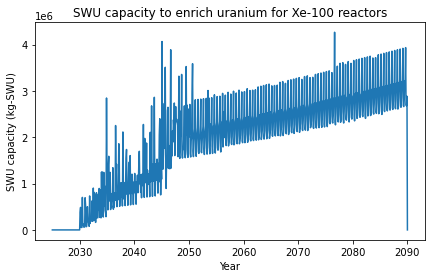 SWU capacity to enrich uranium for Xe-100 reactors
1e6
SWU capacity (kg-SWU)
4
3
2
1
0
2030 2040 2050 2060 2070 2080 2090
Year